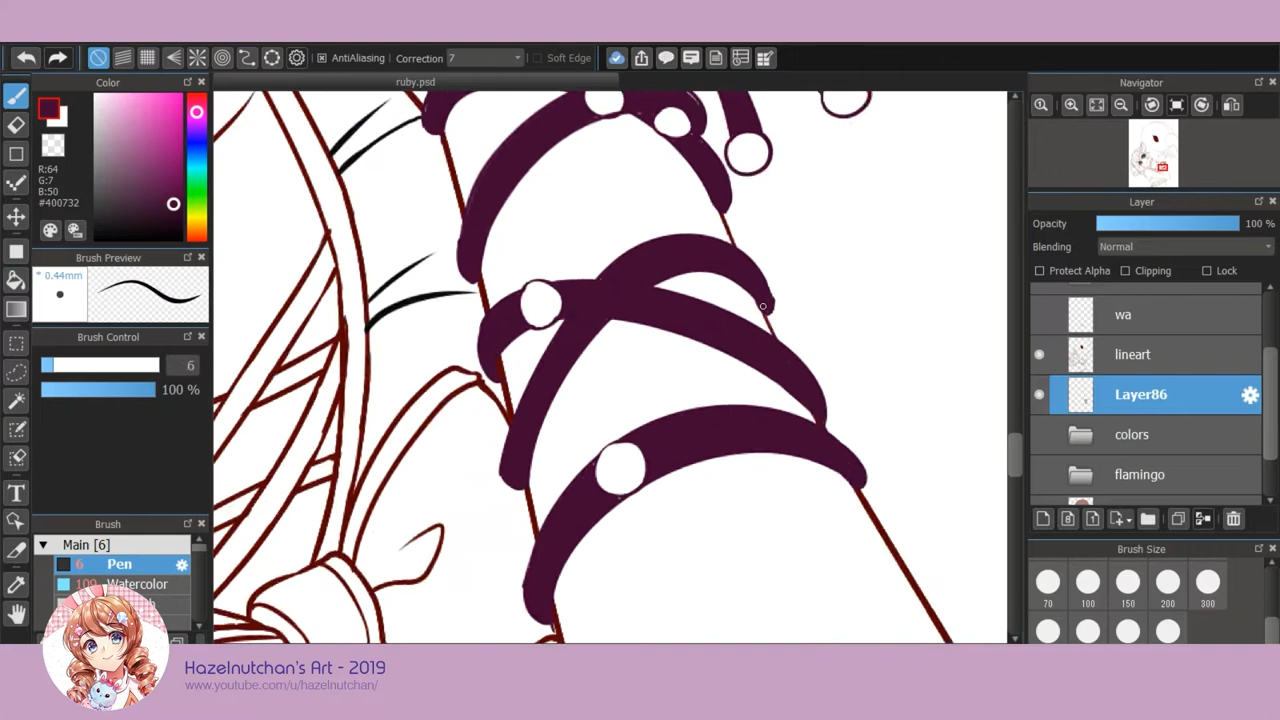 AntiAliasing
Correction 7
Soft Edge
Color
ruby.psd
Navigator
R:64
G:7
B:50
#400732
Brush Preview
* 0.44mm
Brush Control
6
100 %
Brush
Main [6]
6 Pen
109 Watercolor
Layer
Opacity 100 %
Blending Normal
Protect Alpha
Clipping
Lock
wa
lineart
Layer86
colors
flamingo
Brush Size
70 100 150 200 300
T
Hazelnutchan's Art - 2019
www.youtube.com/u/hazelnutchan/